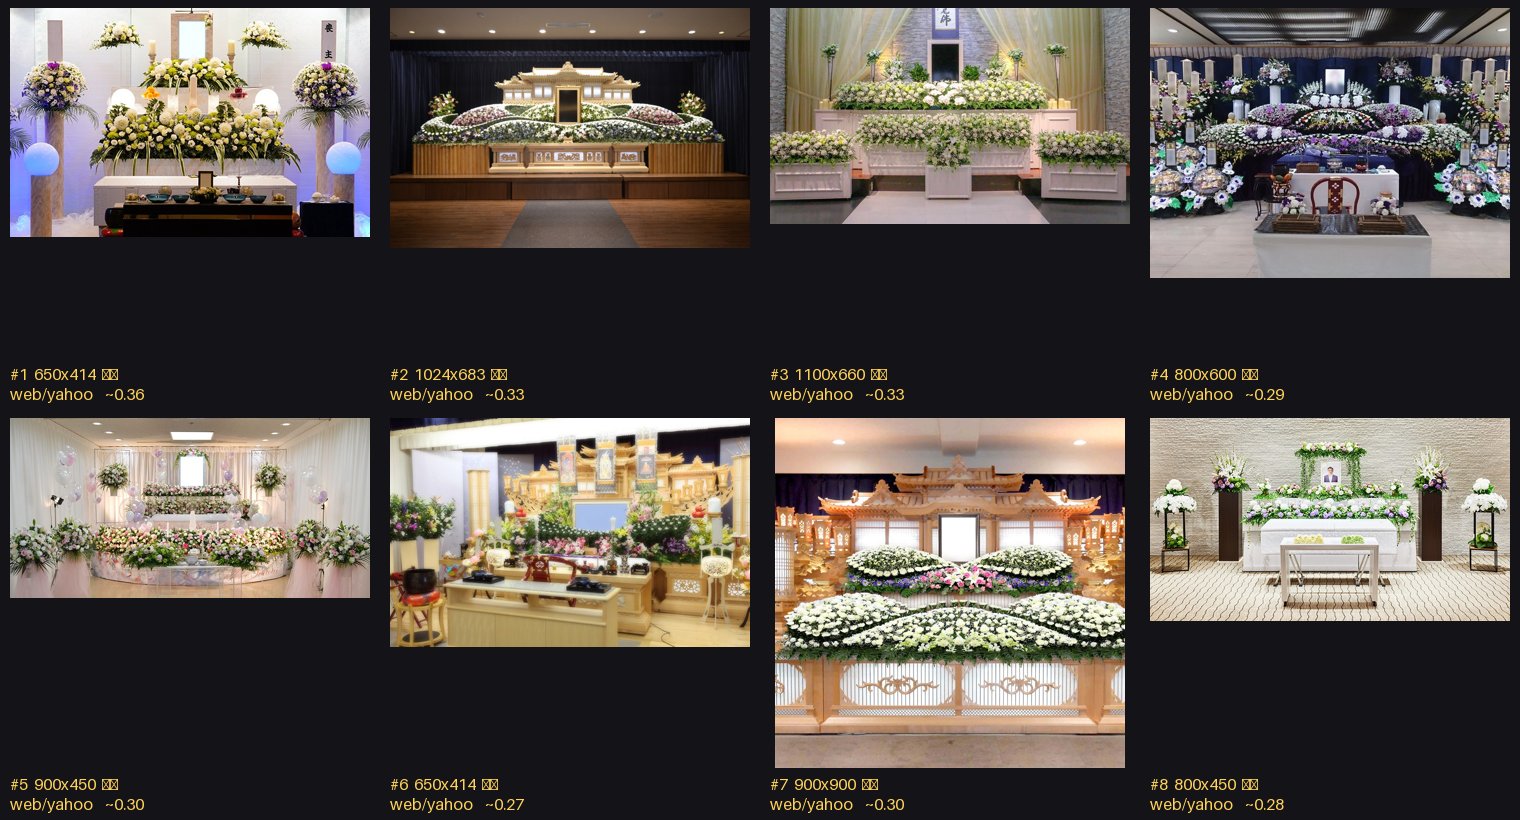 喪
主
#1 650x414
web/yahoo ~0.36
#2 1024x683
web/yahoo ~0.33
#3 1100x660
web/yahoo ~0.33
#4 800x600
web/yahoo ~0.29
#5 900x450
web/yahoo ~0.30
#6 650x414
web/yahoo ~0.27
#7 900x900
web/yahoo ~0.30
#8 800x450
web/yahoo ~0.28